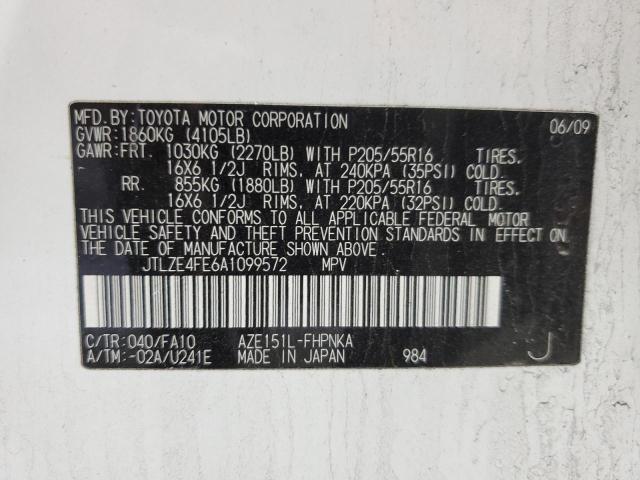 MFD.BY:TOYOTA MOTOR CORPORATION 06/09
GVWR:1860KG (4105LB)
GAWR:FRT. 1030KG (2270LB) WITH P205/55R16 TIRES.
16X6 1/2J RIMS, AT 240KPA (35PSI) COLD.
RR. 855KG (1880LB) WITH P205/55R16 TIRES.
16X6 1/2J RIMS, AT 220KPA (32PSI) COLD.
THIS VEHICLE CONFORMS TO ALL APPLICABLE FEDERAL MOTOR
VEHICLE SAFETY AND THEFT PREVENTION STANDARDS IN EFFECT ON
THE DATE OF MANUFACTURE SHOWN ABOVE.
JTLZE4FE6A1099572 MPV
C/TR:040/FA10 AZE151L-FHPNKA
A/TM:-02A/U241E MADE IN JAPAN 984 J